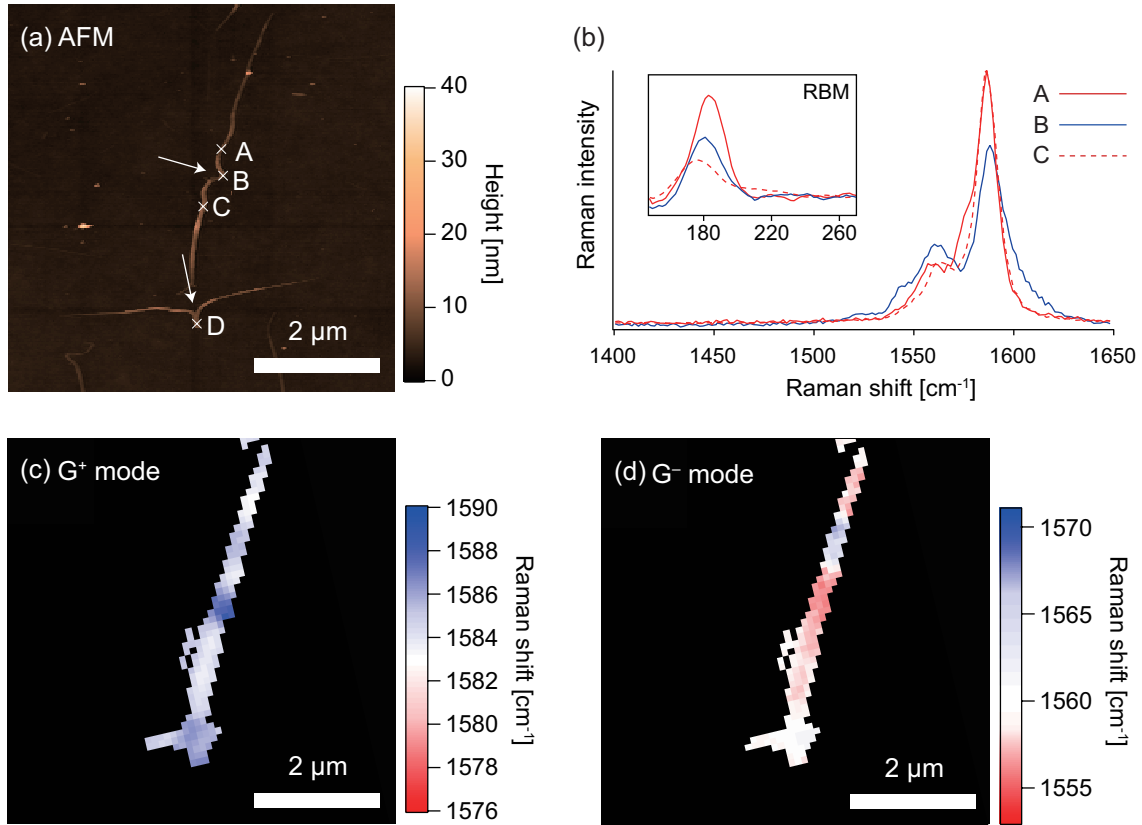 (a) AFM
A
B
C
D
2 μm
40
30
20
10
0
Height [nm]
(b)
RBM
180
220
260
A
B
C
Raman intensity
1400
1450
1500
1550
1600
1650
Raman shift [cm⁻¹]
(c) G⁺ mode
2 μm
1590
1588
1586
1584
1582
1580
1578
1576
Raman shift [cm⁻¹]
(d) G⁻ mode
2 μm
1570
1565
1560
1555
Raman shift [cm⁻¹]